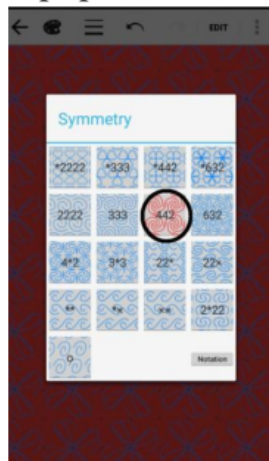 EDIT
Symmetry
*2222 *333 *442 *632
2222 333 442 632
4*2 3*3 22* 22×
** *× ×× 2*22
o
Notation